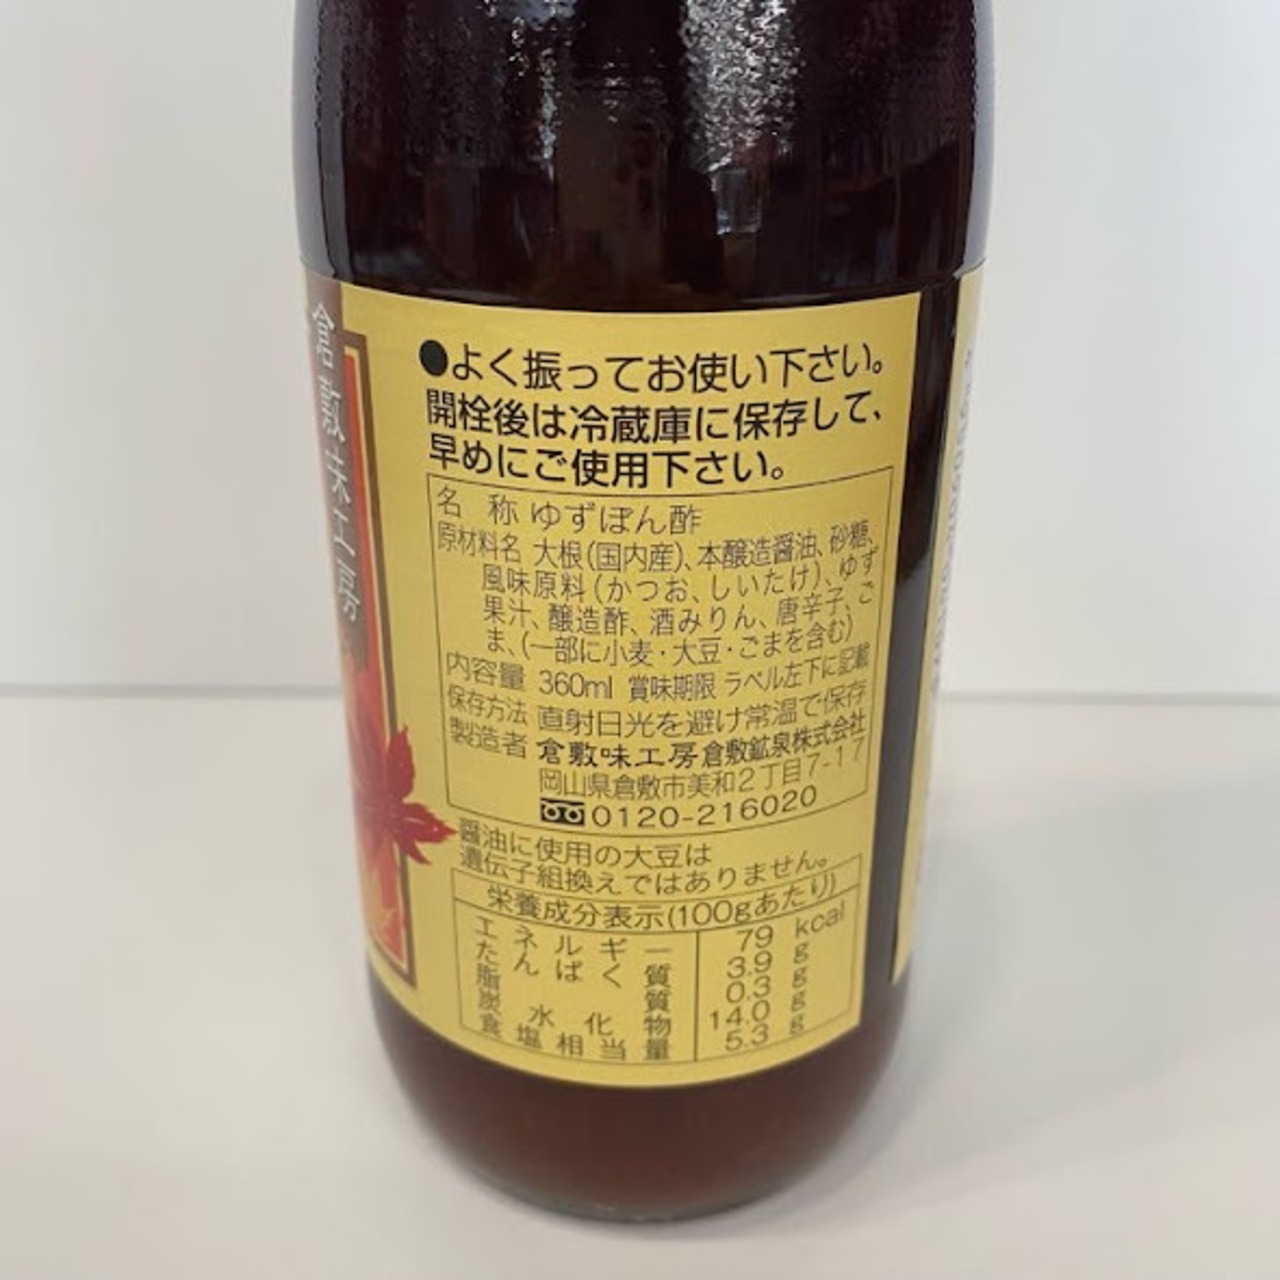 倉敷味工房
●よく振ってお使い下さい。
開栓後は冷蔵庫に保存して、
早めにご使用下さい。
名 称 ゆずぽん酢
原材料名 大根(国内産)、本醸造醤油、砂糖、
風味原料(かつお、しいたけ)、ゆず
果汁、醸造酢、酒みりん、唐辛子、ご
ま、(一部に小麦・大豆・ごまを含む)
内容量 360ml 賞味期限 ラベル左下に記載
保存方法 直射日光を避け常温で保存
製造者 倉敷味工房倉敷鉱泉株式会社
岡山県倉敷市美和2丁目7-17
0120-216020
醤油に使用の大豆は
遺伝子組換えではありません。
栄養成分表示(100gあたり)
エネルギー 79 kcal
たんぱく質 3.9 g
脂質 0.3 g
炭水化物 14.0 g
食塩相当量 5.3 g